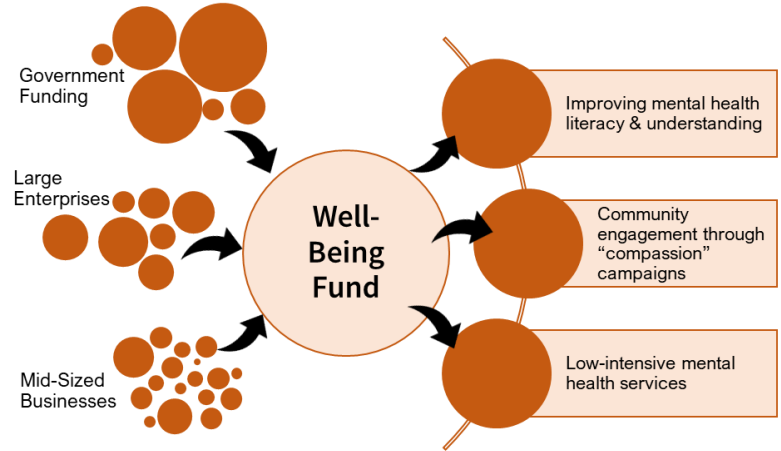 Government
Funding
Large
Enterprises
Mid-Sized
Businesses
Well-
Being
Fund
Improving mental health
literacy & understanding
Community
engagement through
“compassion”
campaigns
Low-intensive mental
health services